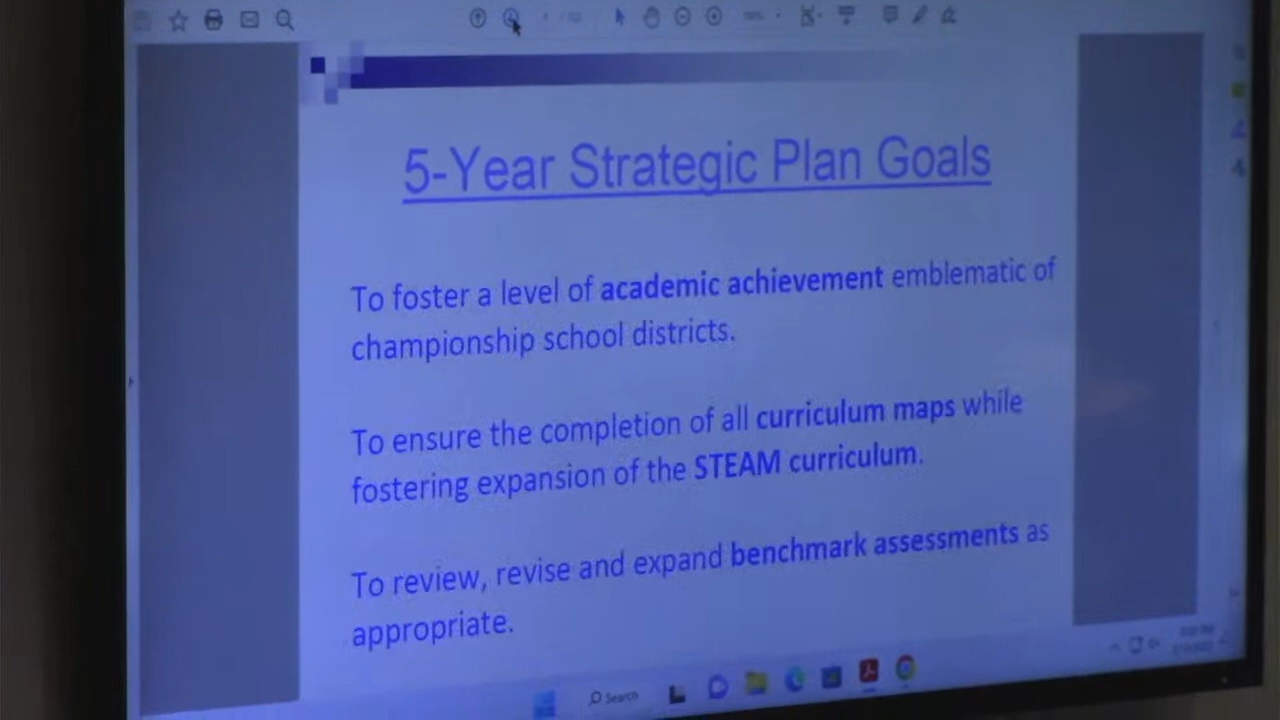 5-Year Strategic Plan Goals
To foster a level of academic achievement emblematic of
championship school districts.
To ensure the completion of all curriculum maps while
fostering expansion of the STEAM curriculum.
To review, revise and expand benchmark assessments as
appropriate.
Search